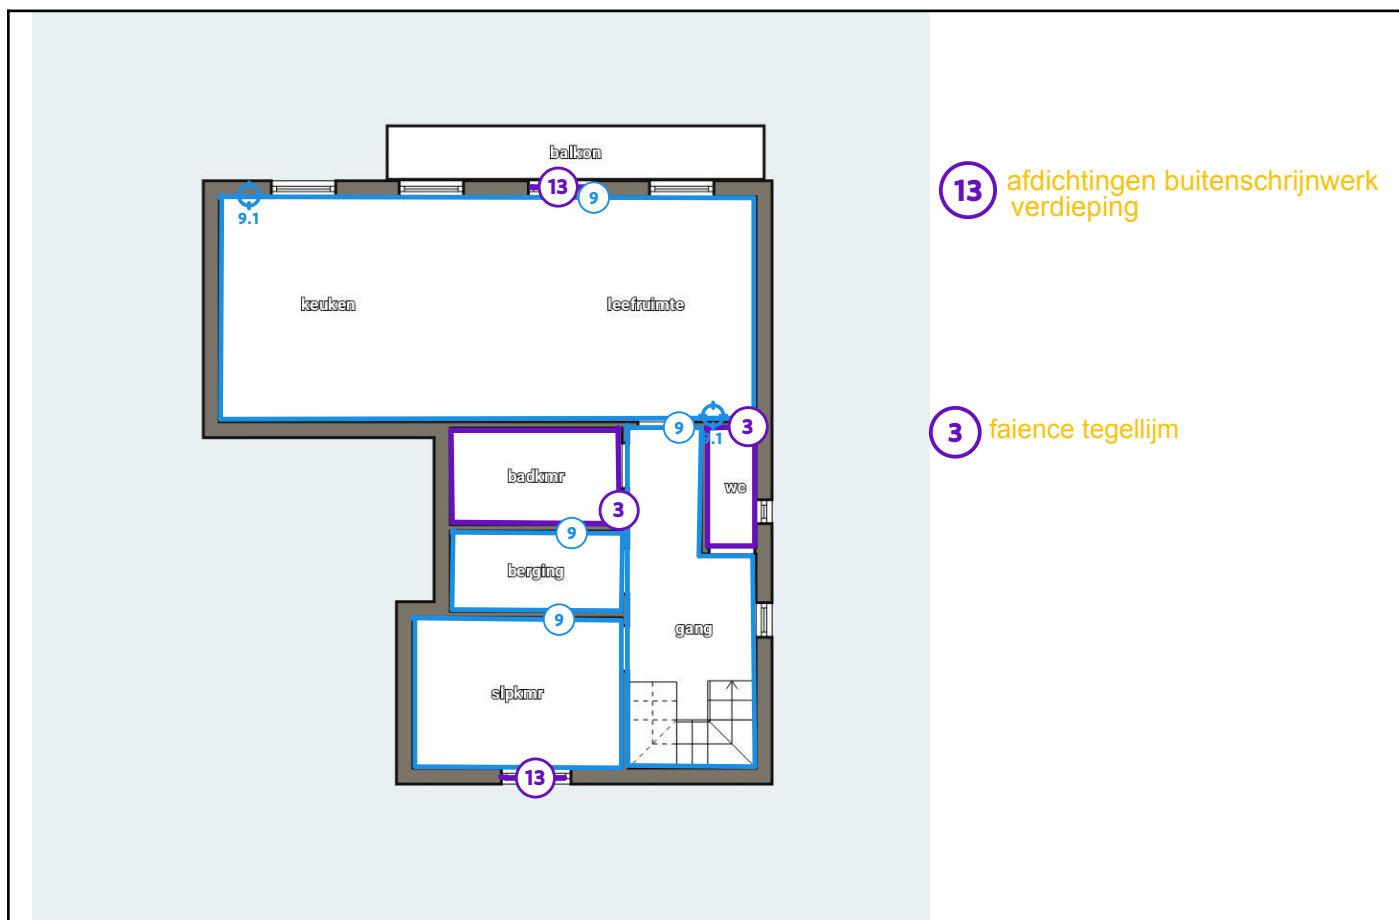 balkon
13
9
9.1
keuken
leefruimte
13
afdichtingen buitenschrijnwerk
verdieping
9
9.1
3
3
faience tegellijm
badkmr
wc
3
9
berging
9
gang
slpkmr
13